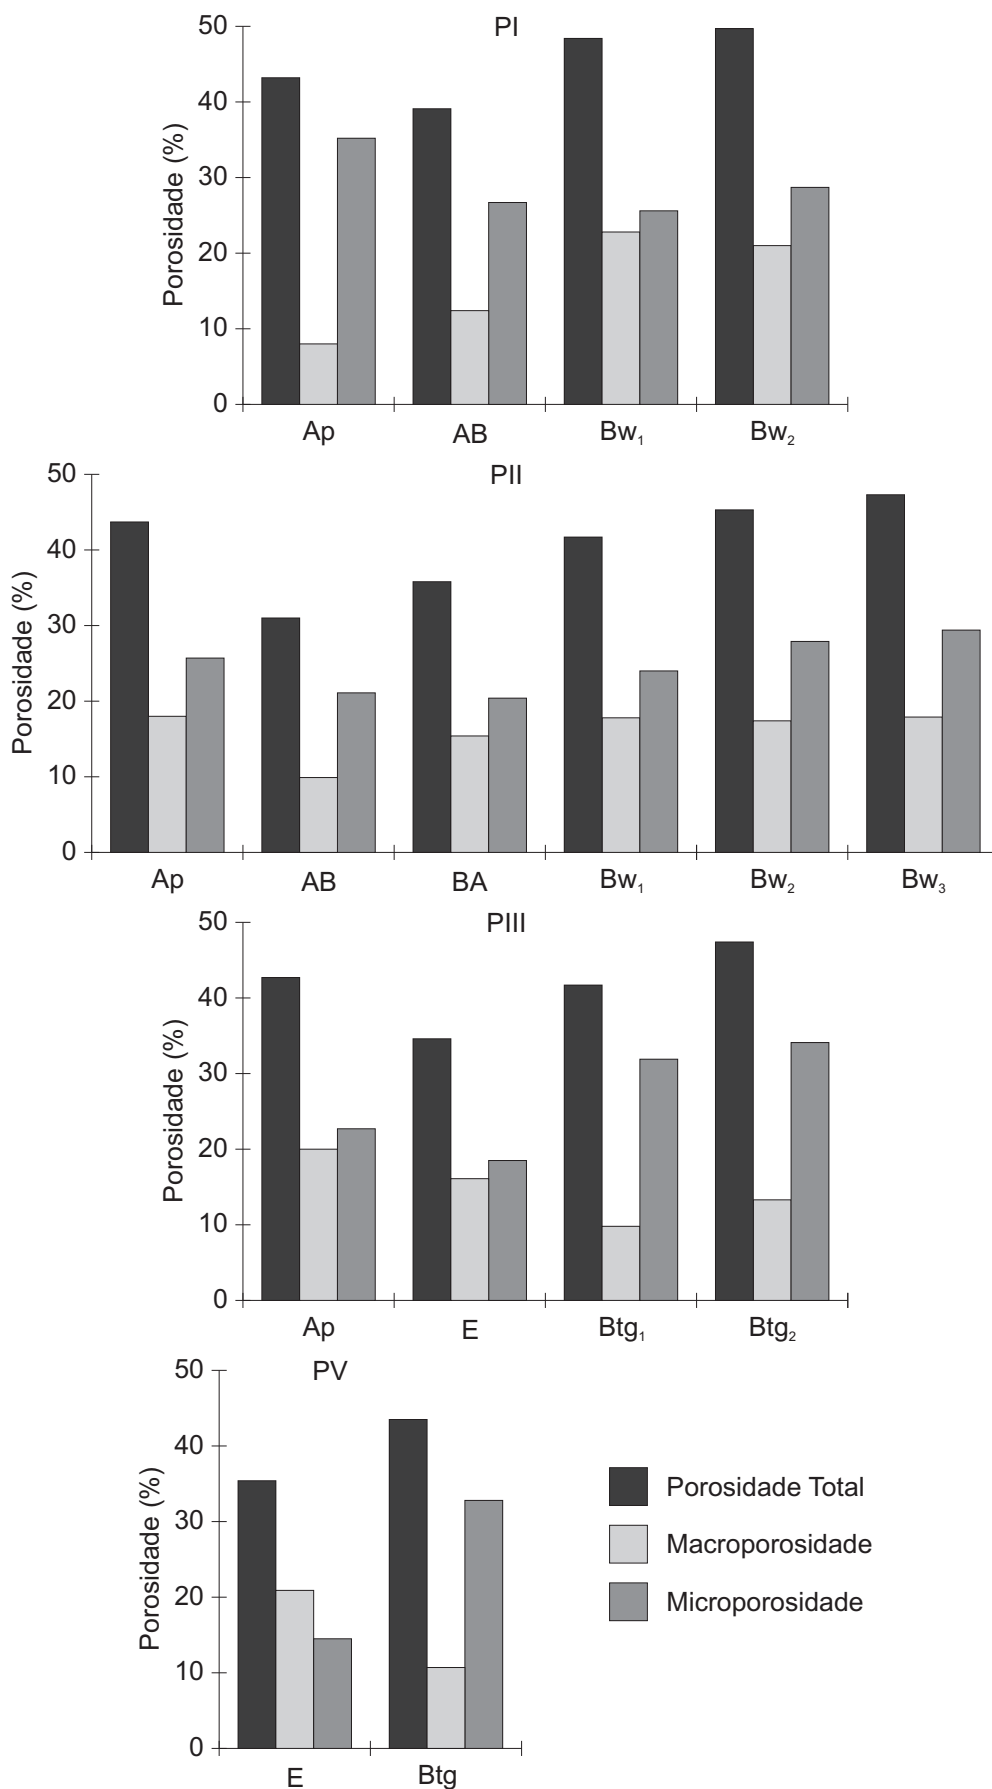 PI
Porosidade (%)
50
40
30
20
10
0
Ap AB Bw₁ Bw₂
PII
Porosidade (%)
50
40
30
20
10
0
Ap AB BA Bw₁ Bw₂ Bw₃
PIII
Porosidade (%)
50
40
30
20
10
0
Ap E Btg₁ Btg₂
PV
Porosidade (%)
50
40
30
20
10
0
E Btg
Porosidade Total
Macroporosidade
Microporosidade